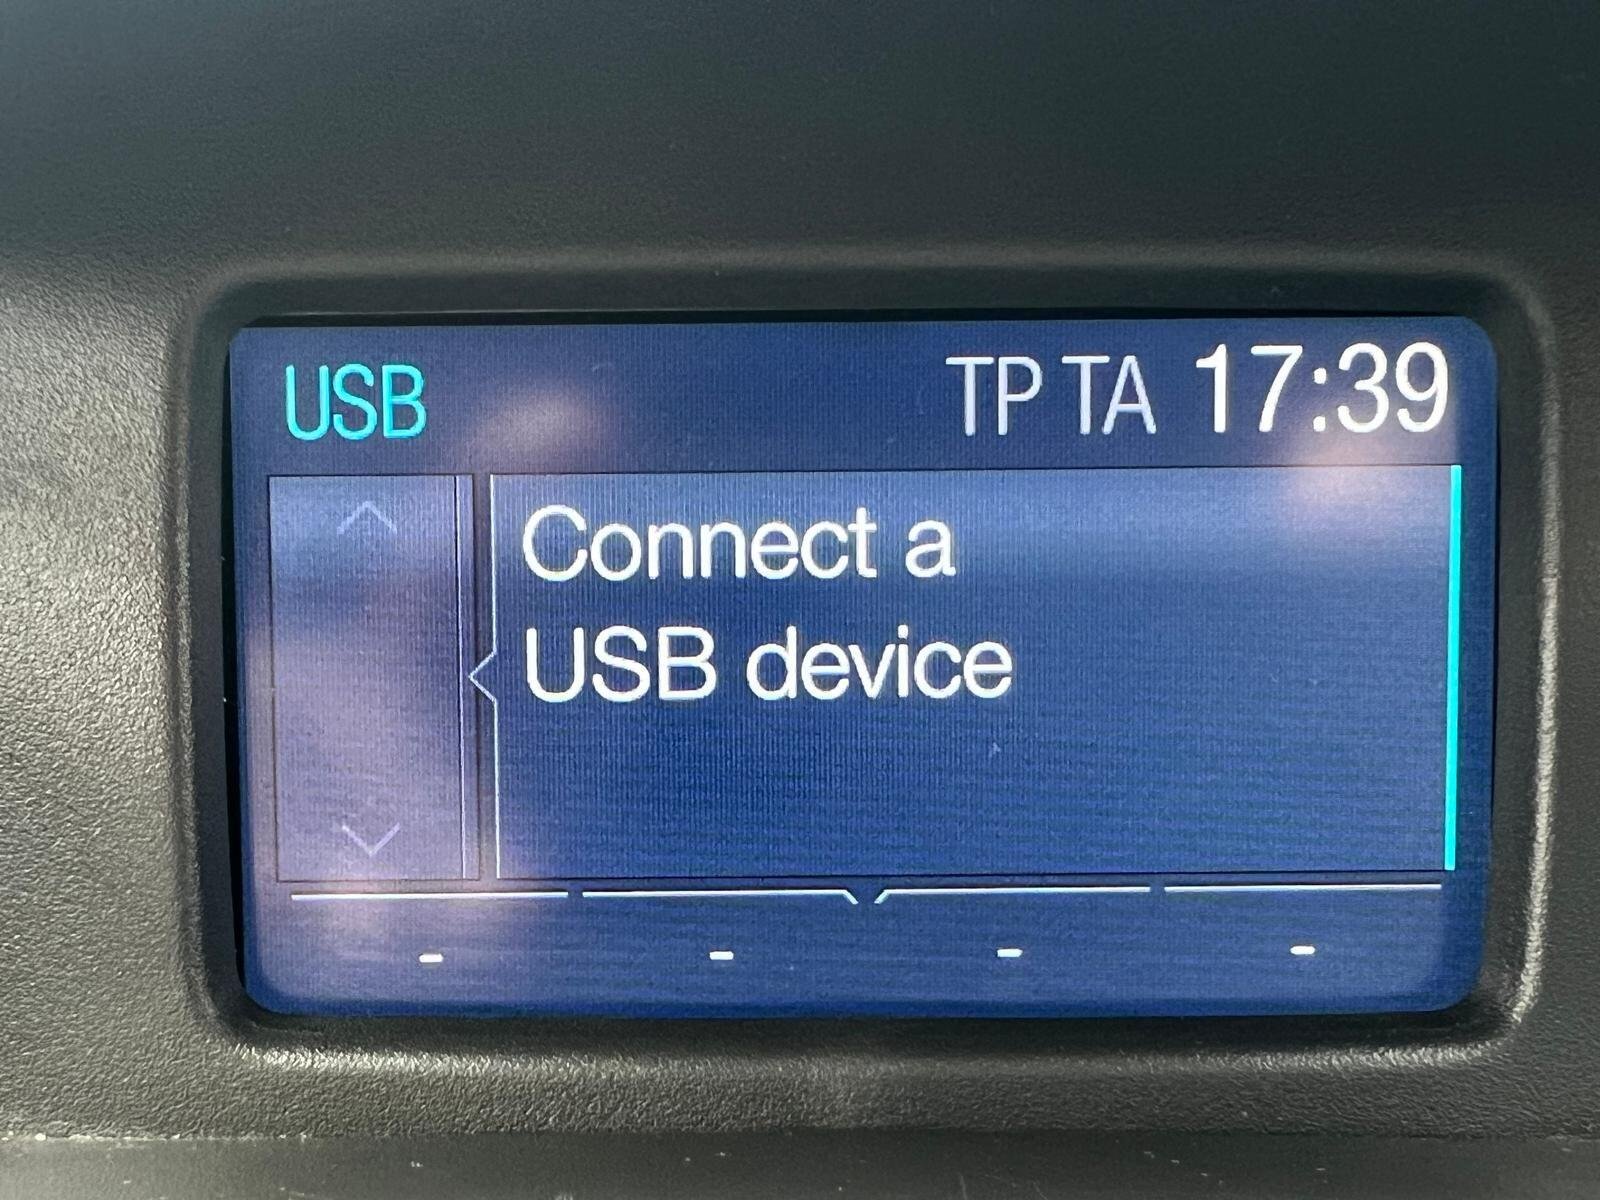 USB TP TA 17:39
Connect a
USB device
- - - -